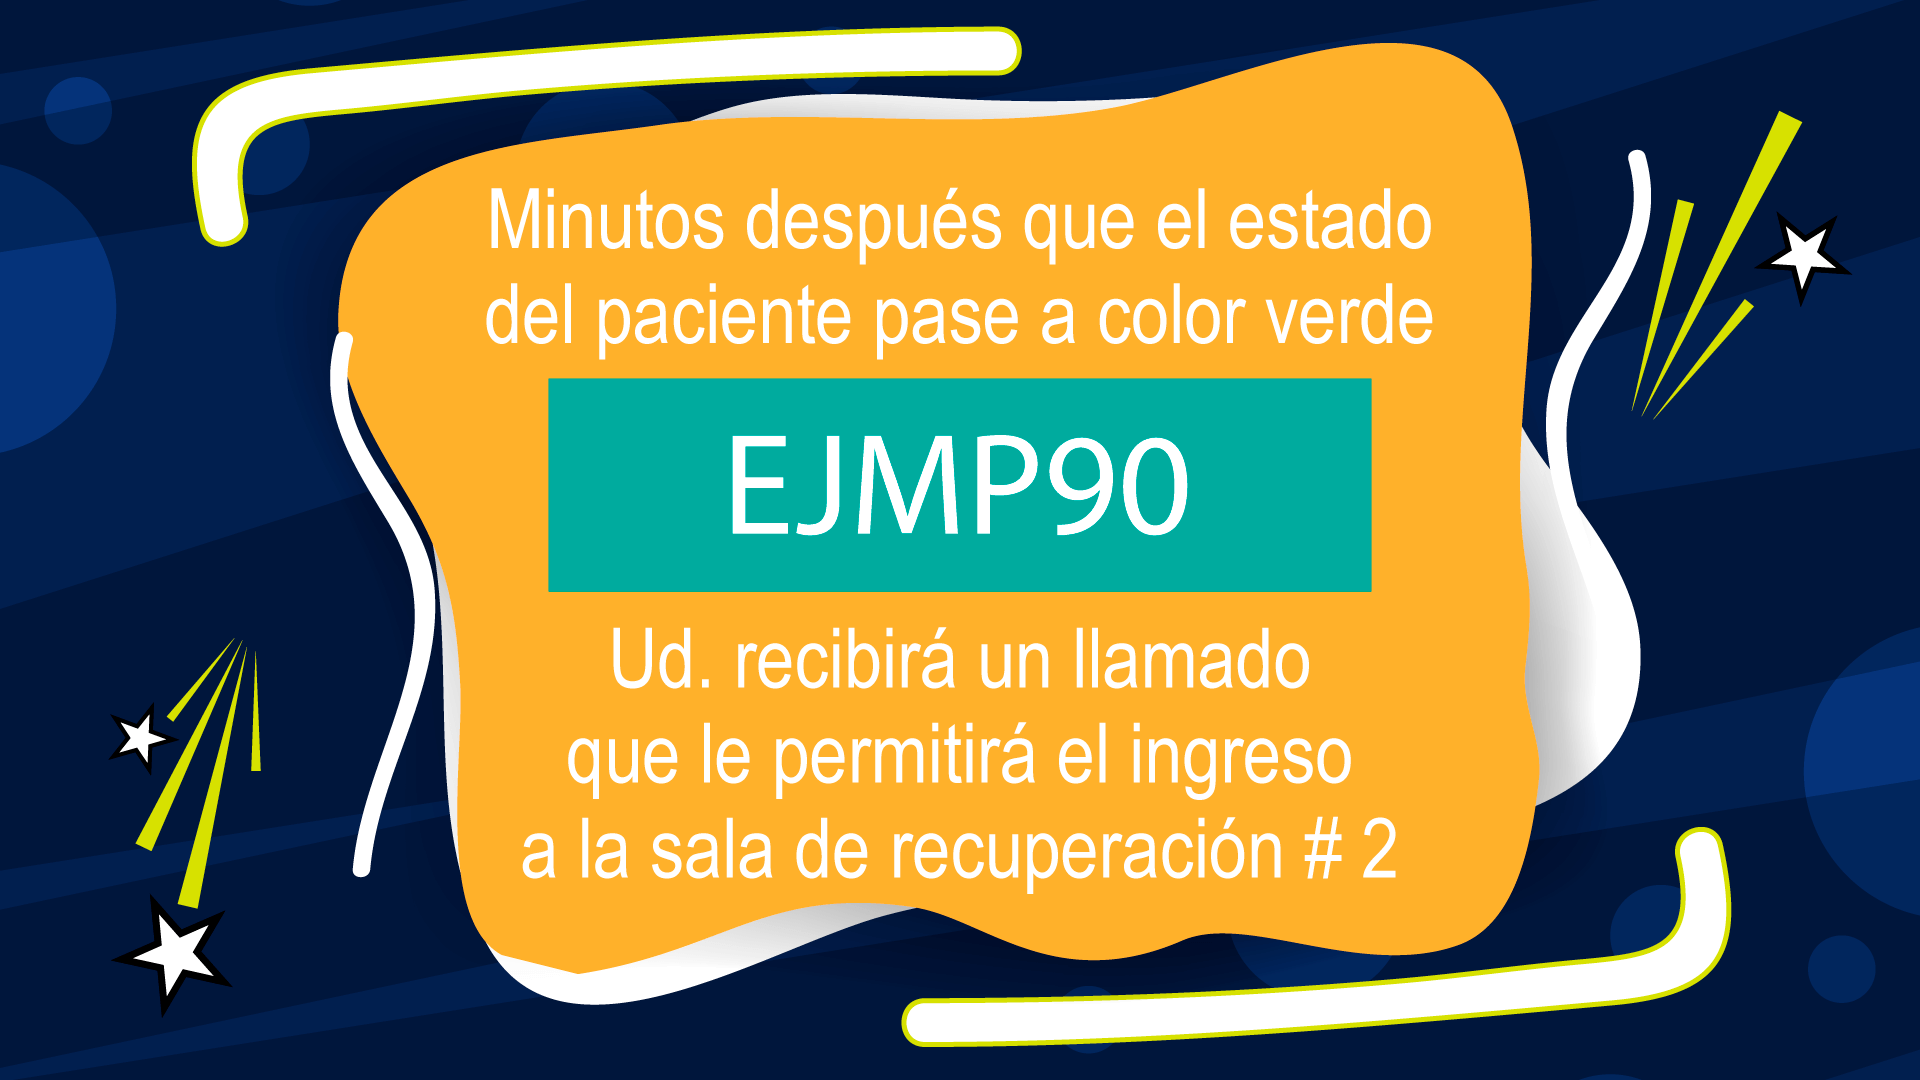 Minutos después que el estado
del paciente pase a color verde
EJMP90
Ud. recibirá un llamado
que le permitirá el ingreso
a la sala de recuperación # 2